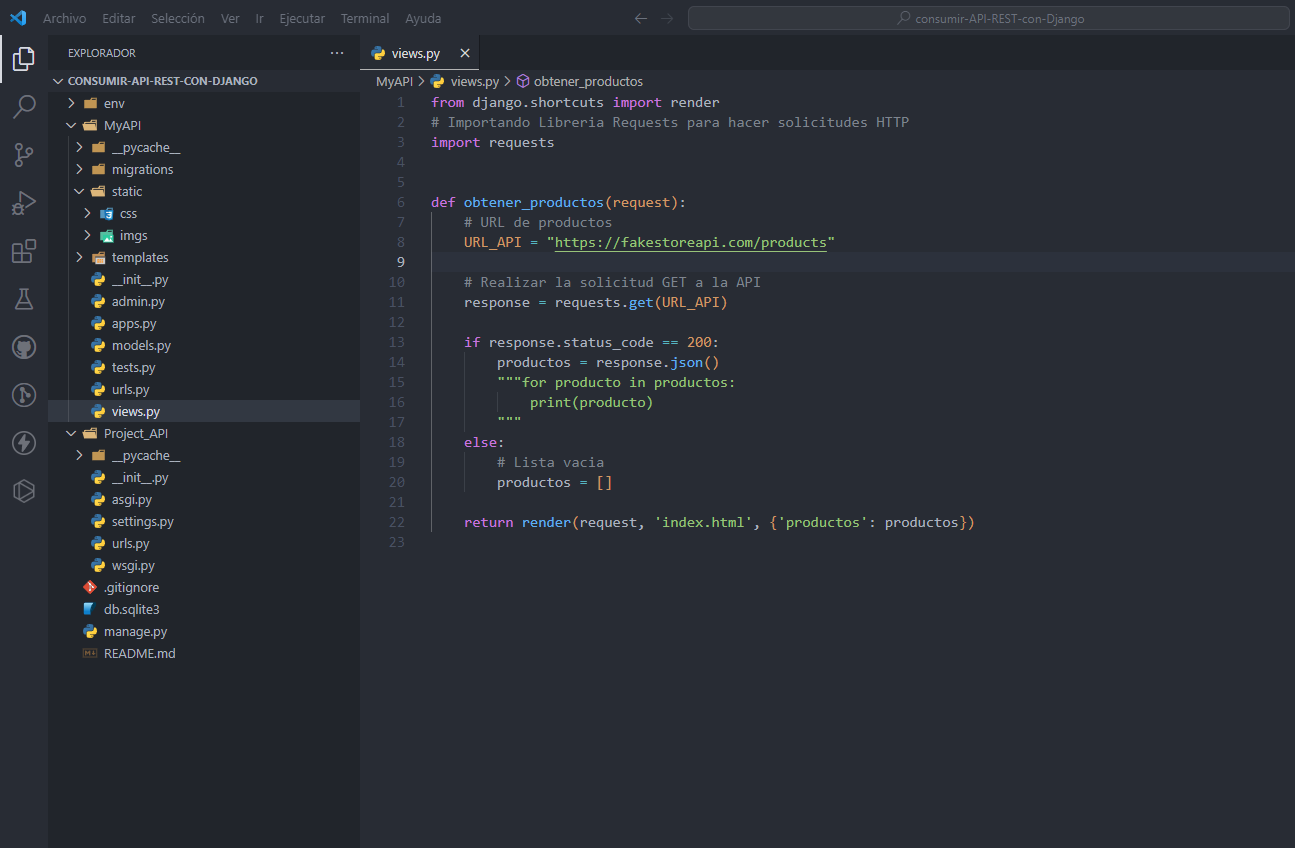 Archivo Editar Selección Ver Ir Ejecutar Terminal Ayuda
consumir-API-REST-con-Django
EXPLORADOR
CONSUMIR-API-REST-CON-DJANGO
env
MyAPI
__pycache__
migrations
static
css
imgs
templates
__init__.py
admin.py
apps.py
models.py
tests.py
urls.py
views.py
Project_API
__pycache__
__init__.py
asgi.py
settings.py
urls.py
wsgi.py
.gitignore
db.sqlite3
manage.py
README.md
views.py
MyAPI > views.py > obtener_productos
1 from django.shortcuts import render
2 # Importando Libreria Requests para hacer solicitudes HTTP
3 import requests
4
5
6 def obtener_productos(request):
7 # URL de productos
8 URL_API = "https://fakestoreapi.com/products"
9
10 # Realizar la solicitud GET a la API
11 response = requests.get(URL_API)
12
13 if response.status_code == 200:
14 productos = response.json()
15 """for producto in productos:
16 print(producto)
17 """
18 else:
19 # Lista vacia
20 productos = []
21
22 return render(request, 'index.html', {'productos': productos})
23